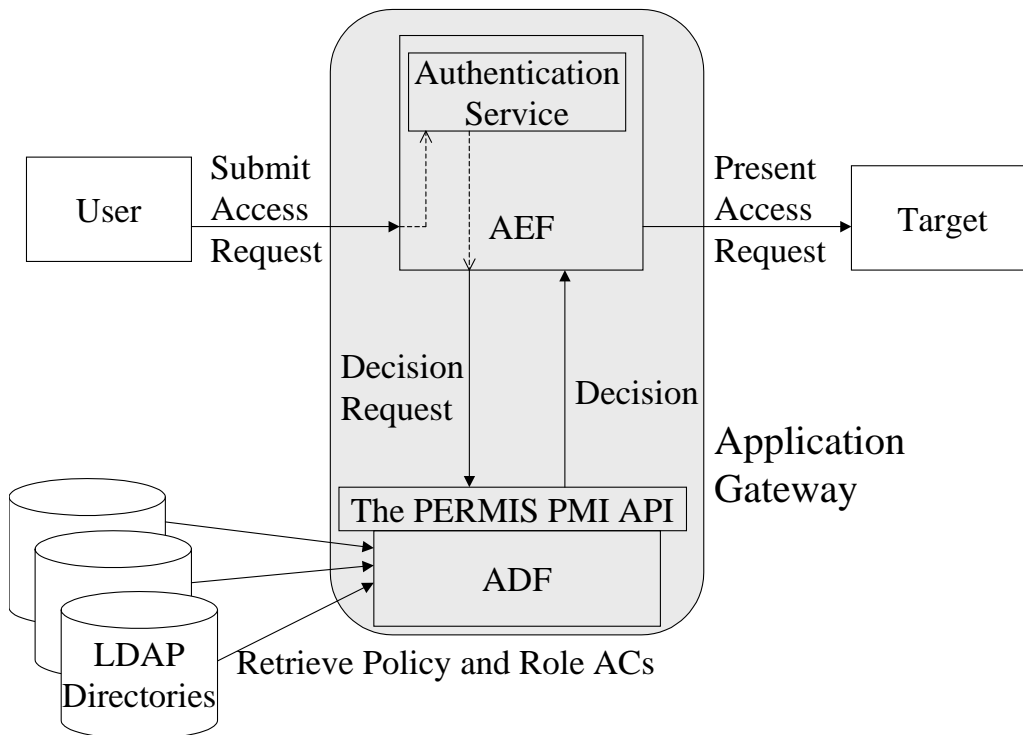 Authentication
Service
User
Submit
Access
Request
AEF
Present
Access
Request
Target
Decision
Request
Decision
Application
Gateway
The PERMIS PMI API
ADF
LDAP
Directories
Retrieve Policy and Role ACs